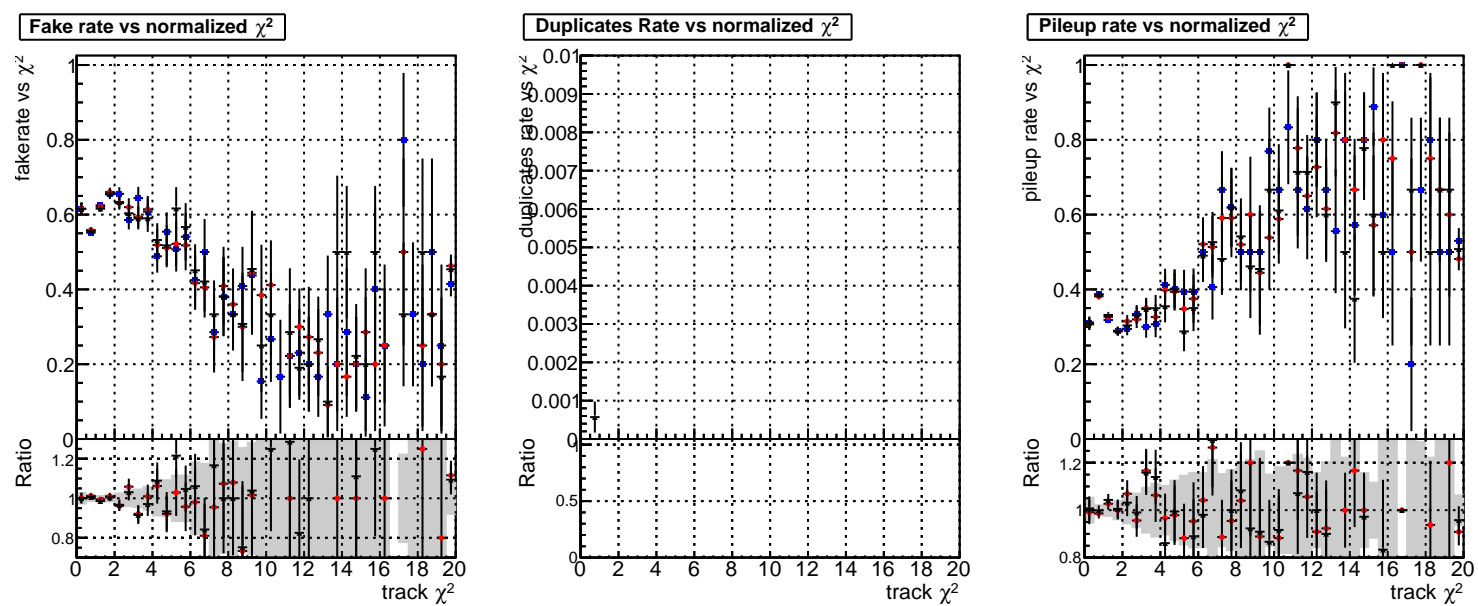 Fake rate vs normalized χ²
fakerate vs χ²
1
0.8
0.6
0.4
0.2
0
Ratio
1.2
1
0.8
0 2 4 6 8 10 12 14 16 18 20
track χ²
Duplicates Rate vs normalized χ²
duplicates rate vs χ²
0.01
0.009
0.008
0.007
0.006
0.005
0.004
0.003
0.002
0.001
0
Ratio
1
0.5
0
0 2 4 6 8 10 12 14 16 18 20
track χ²
Pileup rate vs normalized χ²
pileup rate vs χ²
1
0.8
0.6
0.4
0.2
0
Ratio
1.2
1
0.8
0 2 4 6 8 10 12 14 16 18 20
track χ²